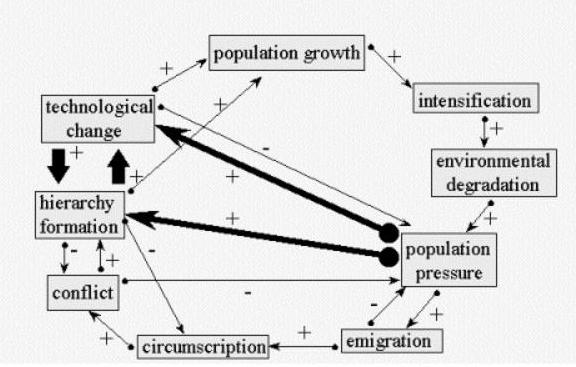 population growth
+
+
intensification
technological
change
+
+
-
+
environmental
degradation
+
+
+
hierarchy
formation
+
+
population
pressure
-
-
+
conflict
-
-
+
+
+
circumscription
emigration